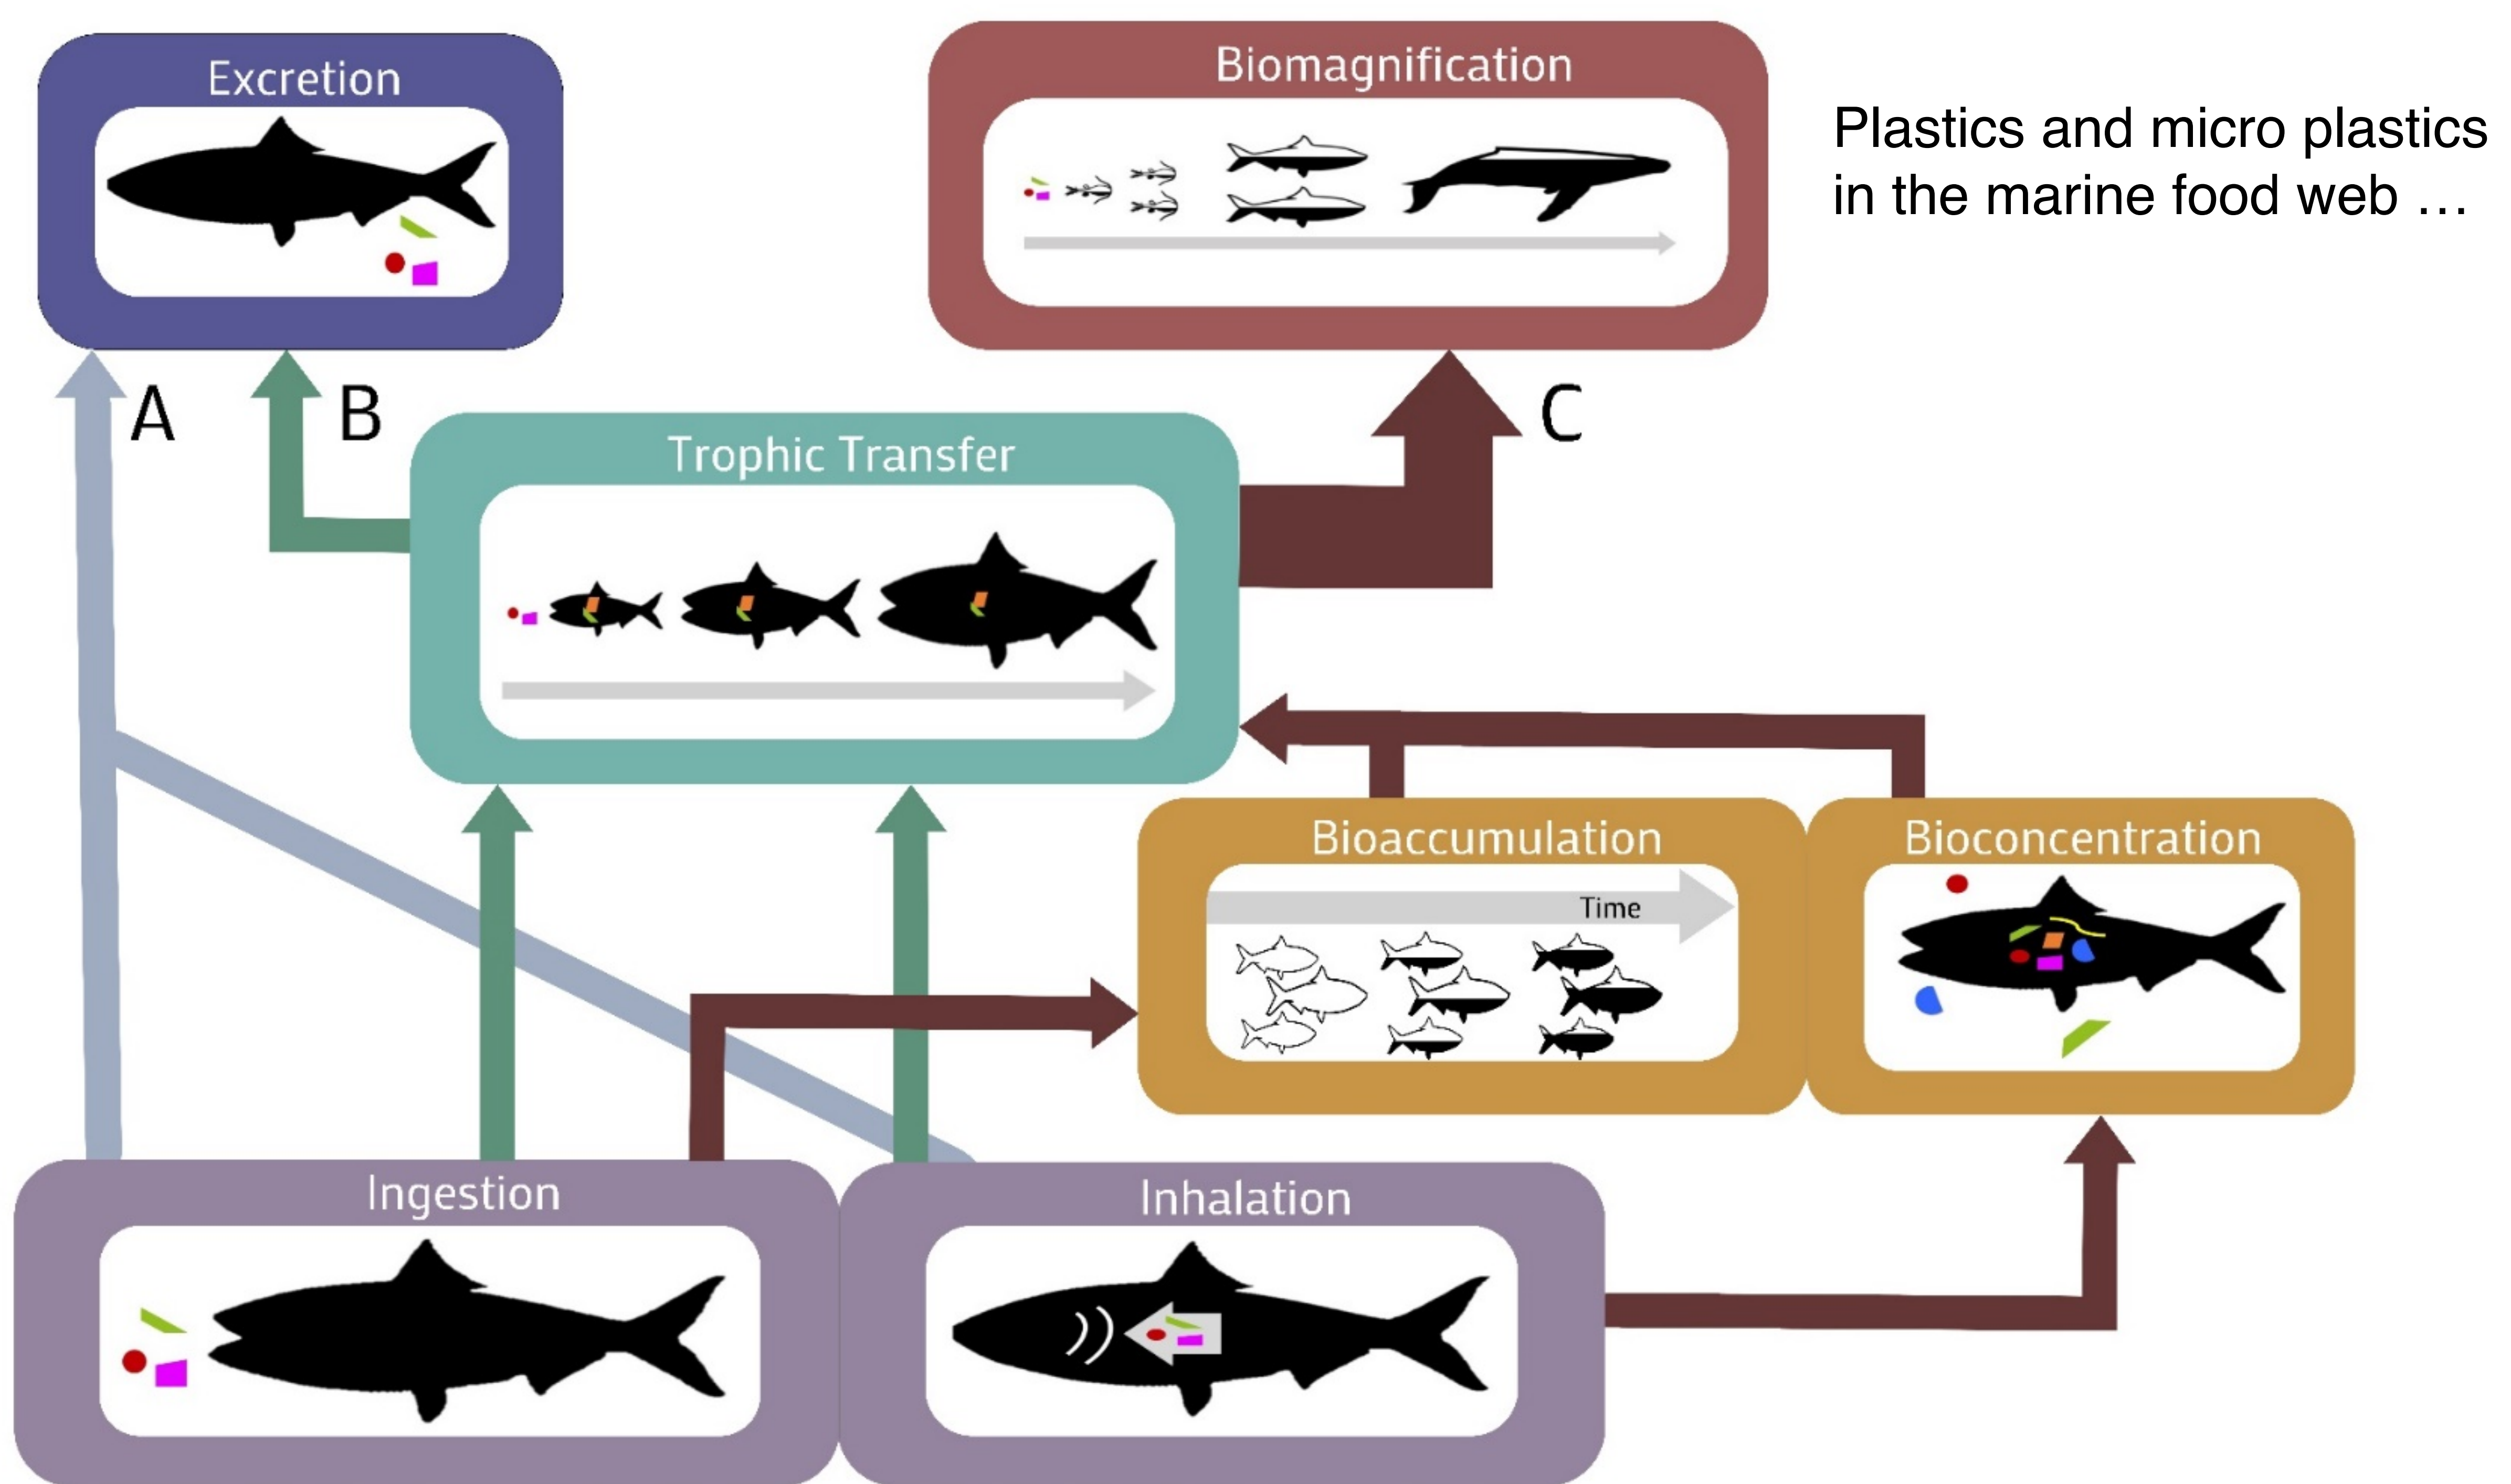 Excretion
Biomagnification
Plastics and micro plastics
in the marine food web ...
A
B
C
Trophic Transfer
Bioaccumulation
Bioconcentration
Time
Ingestion
Inhalation